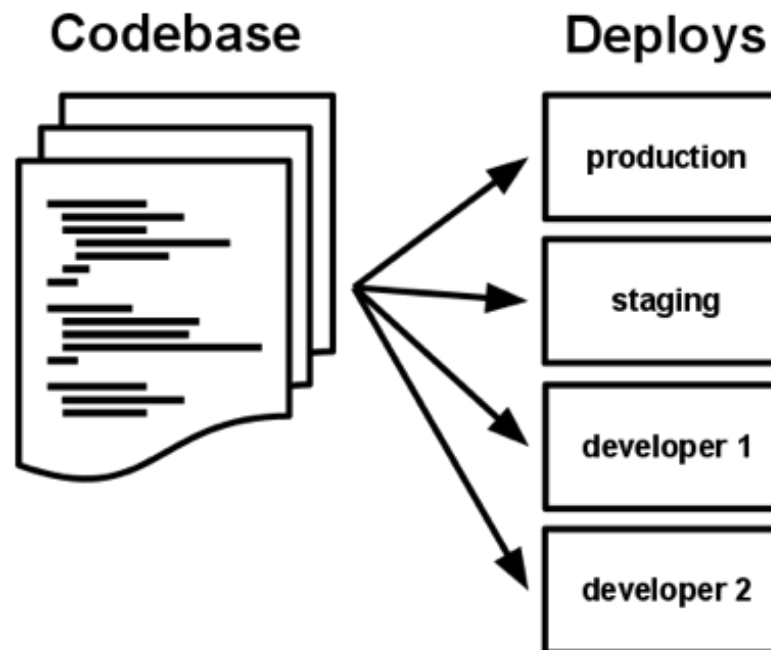 Codebase
Deploys
production
staging
developer 1
developer 2